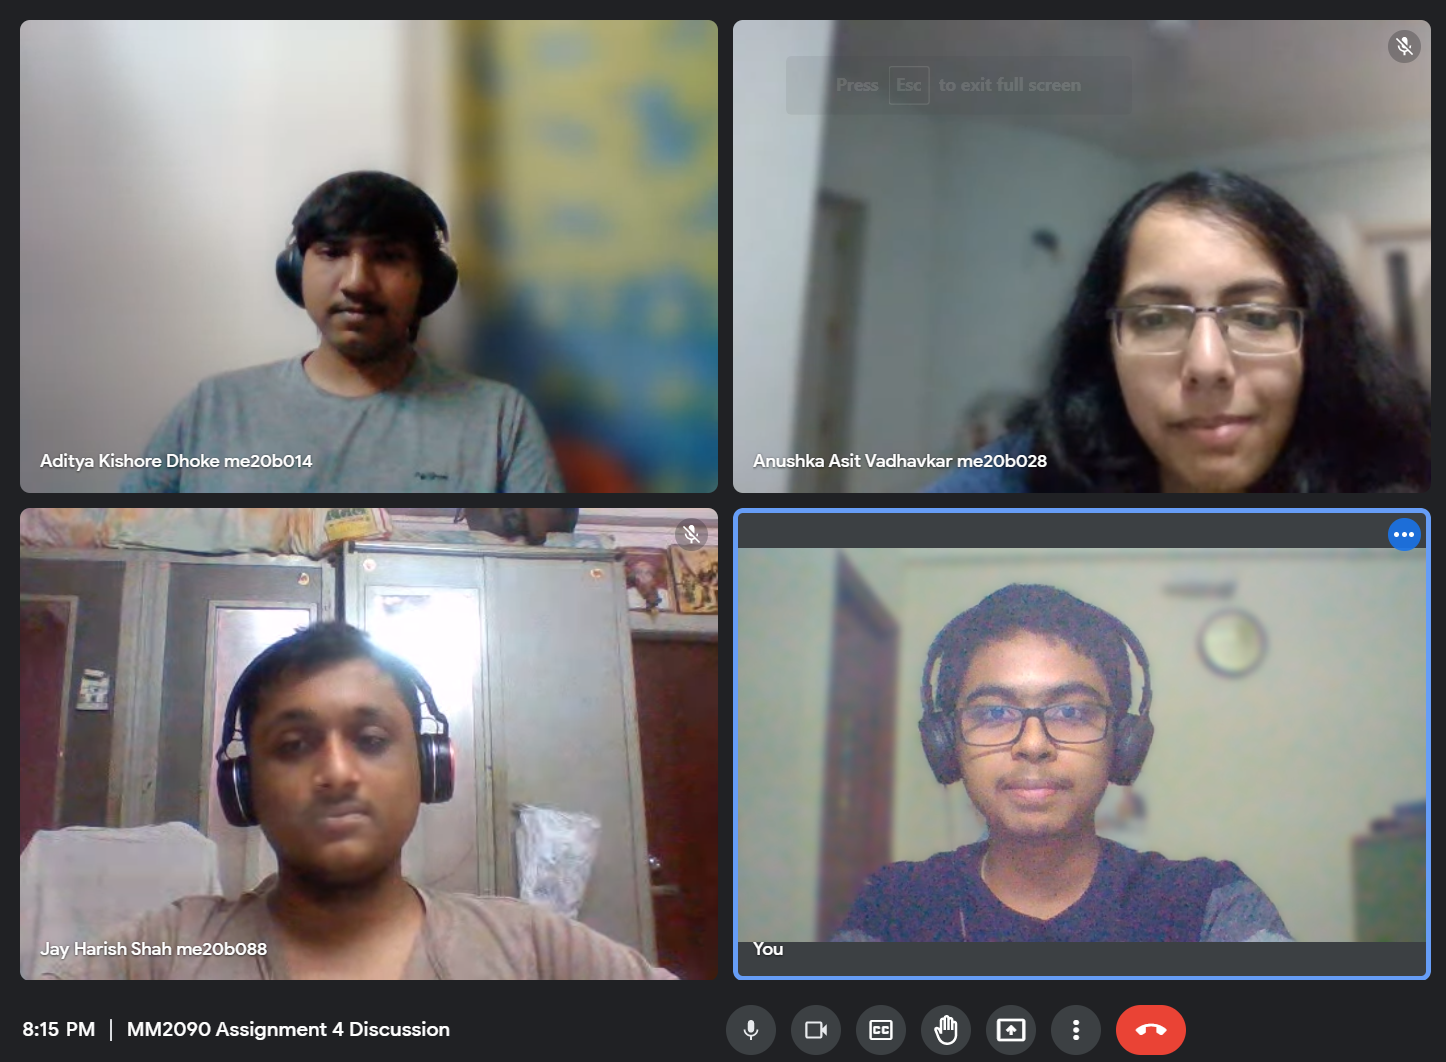 Press Esc to exit full screen
Aditya Kishore Dhoke me20b014
Anushka Asit Vadhavkar me20b028
Jay Harish Shah me20b088
You
8:15 PM | MM2090 Assignment 4 Discussion
CC